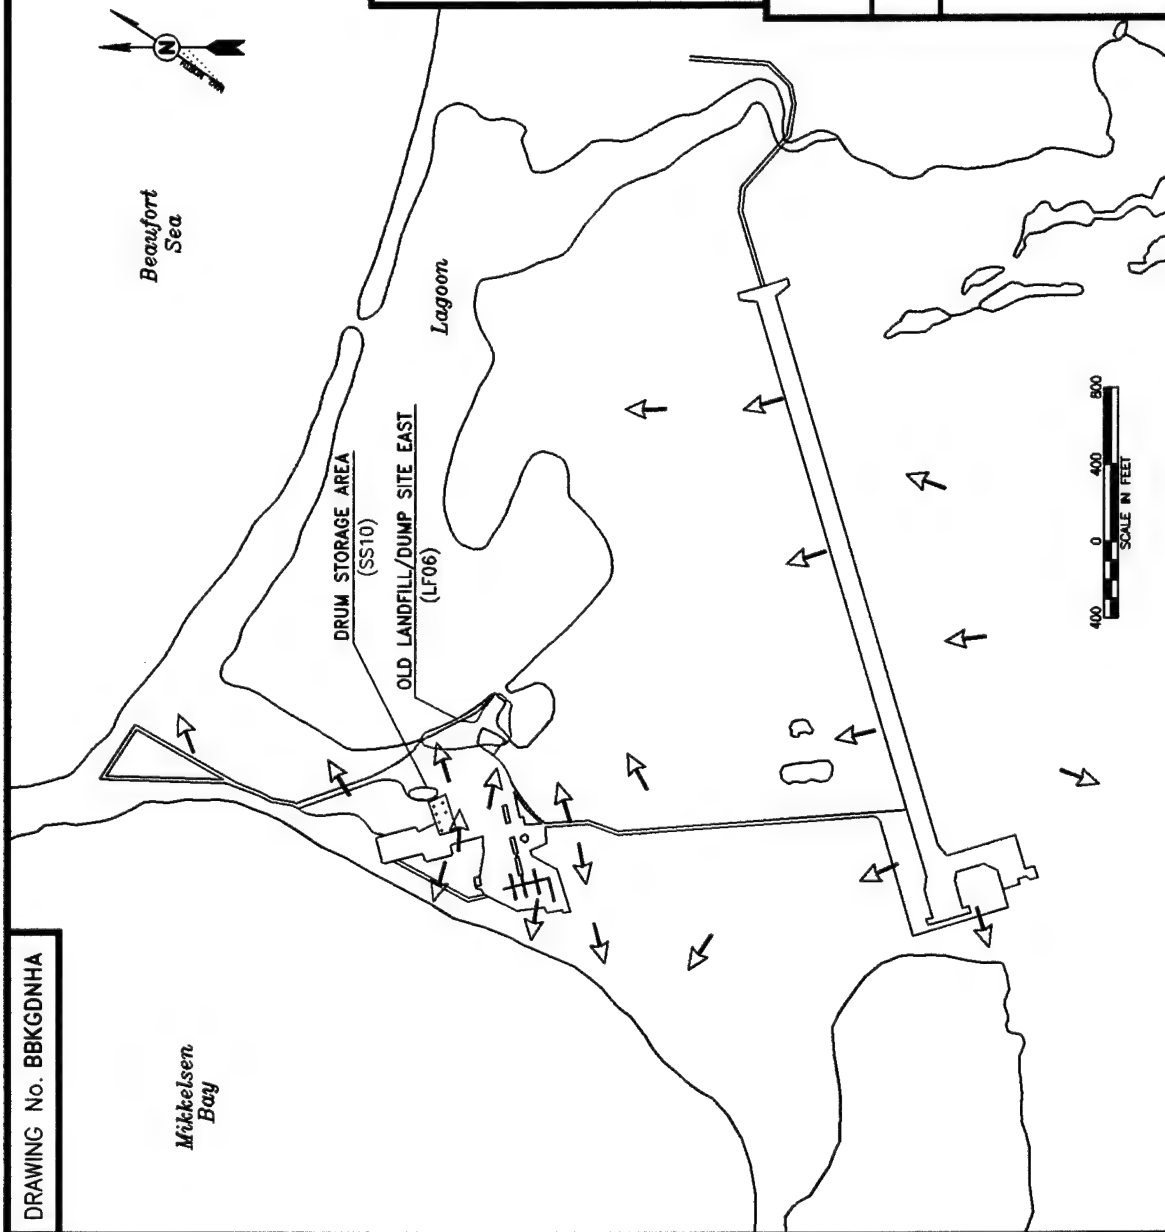 DRAWING No. BBKGDNHA
Mikkelsen
Bay
Beaufort
Sea
Lagoon
DRUM STORAGE AREA
(SS10)
OLD LANDFILL/DUMP SITE EAST
(LF06)
N
400 0 400 800
SCALE IN FEET